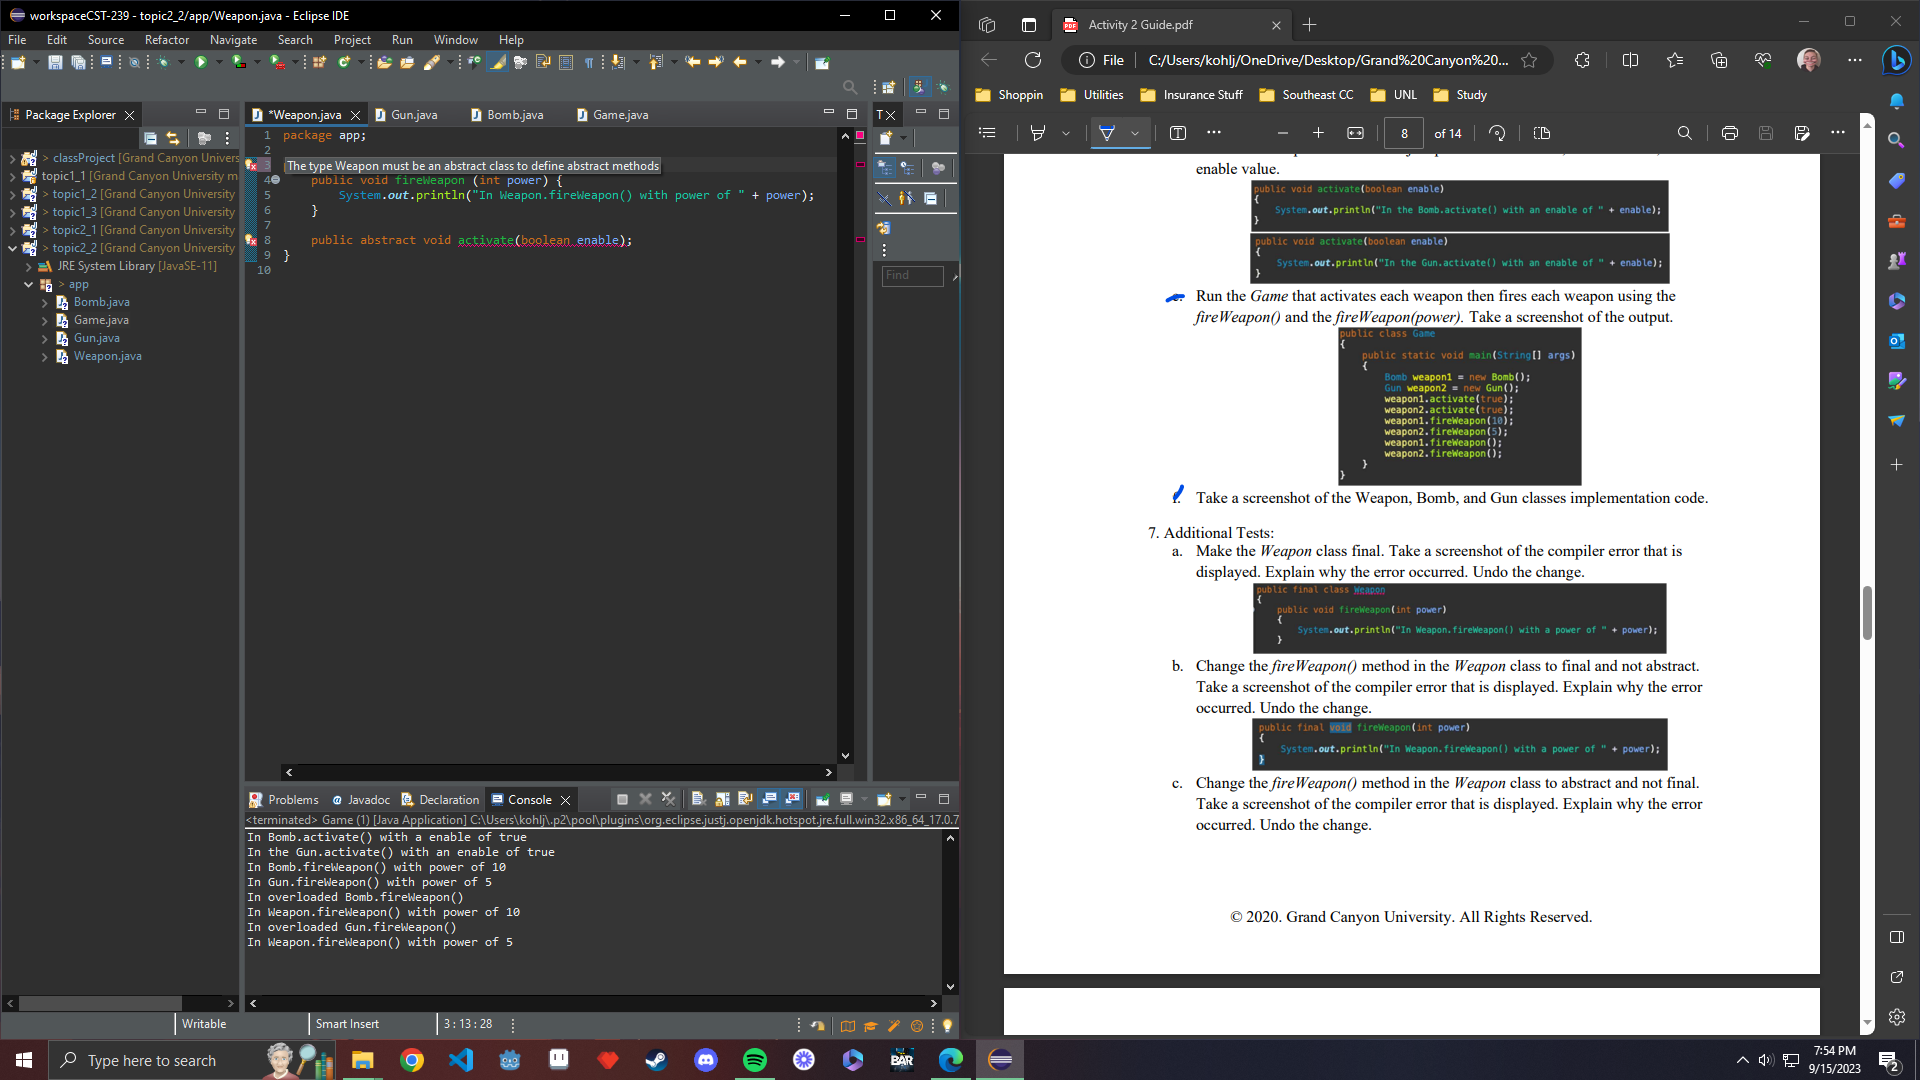 workspaceCST-239 - topic2_2/app/Weapon.java - Eclipse IDE
File Edit Source Refactor Navigate Search Project Run Window Help
Package Explorer
> classProject [Grand Canyon Univers
topic1_1 [Grand Canyon University m
> topic1_2 [Grand Canyon University
> topic1_3 [Grand Canyon University
> topic2_1 [Grand Canyon University
> topic2_2 [Grand Canyon University
JRE System Library [JavaSE-11]
> app
Bomb.java
Game.java
Gun.java
Weapon.java
*Weapon.java Gun.java Bomb.java Game.java
1 package app;
2
3 The type Weapon must be an abstract class to define abstract methods
4 public void fireWeapon (int power) {
5 System.out.println("In Weapon.fireWeapon() with power of " + power);
6 }
7
8 public abstract void activate(boolean enable);
9 }
10
T
Find
Problems Javadoc Declaration Console
<terminated> Game (1) [Java Application] C:\Users\kohlj\.p2\pool\plugins\org.eclipse.justj.openjdk.hotspot.jre.full.win32.x86_64_17.0.7
In Bomb.activate() with a enable of true
In the Gun.activate() with an enable of true
In Bomb.fireWeapon() with power of 10
In Gun.fireWeapon() with power of 5
In overloaded Bomb.fireWeapon()
In Weapon.fireWeapon() with power of 10
In overloaded Gun.fireWeapon()
In Weapon.fireWeapon() with power of 5
Writable Smart Insert 3 : 13 : 28
Activity 2 Guide.pdf
File C:/Users/kohlj/OneDrive/Desktop/Grand%20Canyon%20...
Shoppin Utilities Insurance Stuff Southeast CC UNL Study
8 of 14
enable value.
public void activate(boolean enable)
{
System.out.println("In the Bomb.activate() with an enable of " + enable);
}
public void activate(boolean enable)
{
System.out.println("In the Gun.activate() with an enable of " + enable);
}
Run the Game that activates each weapon then fires each weapon using the
fireWeapon() and the fireWeapon(power). Take a screenshot of the output.
public class Game
{
public static void main(String[] args)
{
Bomb weapon1 = new Bomb();
Gun weapon2 = new Gun();
weapon1.activate(true);
weapon2.activate(true);
weapon1.fireWeapon(10);
weapon2.fireWeapon(5);
weapon1.fireWeapon();
weapon2.fireWeapon();
}
}
Take a screenshot of the Weapon, Bomb, and Gun classes implementation code.
7. Additional Tests:
a. Make the Weapon class final. Take a screenshot of the compiler error that is
displayed. Explain why the error occurred. Undo the change.
public final class Weapon
{
public void fireWeapon(int power)
{
System.out.println("In Weapon.fireWeapon() with a power of " + power);
}
b. Change the fireWeapon() method in the Weapon class to final and not abstract.
Take a screenshot of the compiler error that is displayed. Explain why the error
occurred. Undo the change.
public final void fireWeapon(int power)
{
System.out.println("In Weapon.fireWeapon() with a power of " + power);
}
c. Change the fireWeapon() method in the Weapon class to abstract and not final.
Take a screenshot of the compiler error that is displayed. Explain why the error
occurred. Undo the change.
© 2020. Grand Canyon University. All Rights Reserved.
Type here to search
BAR
7:54 PM
9/15/2023
2